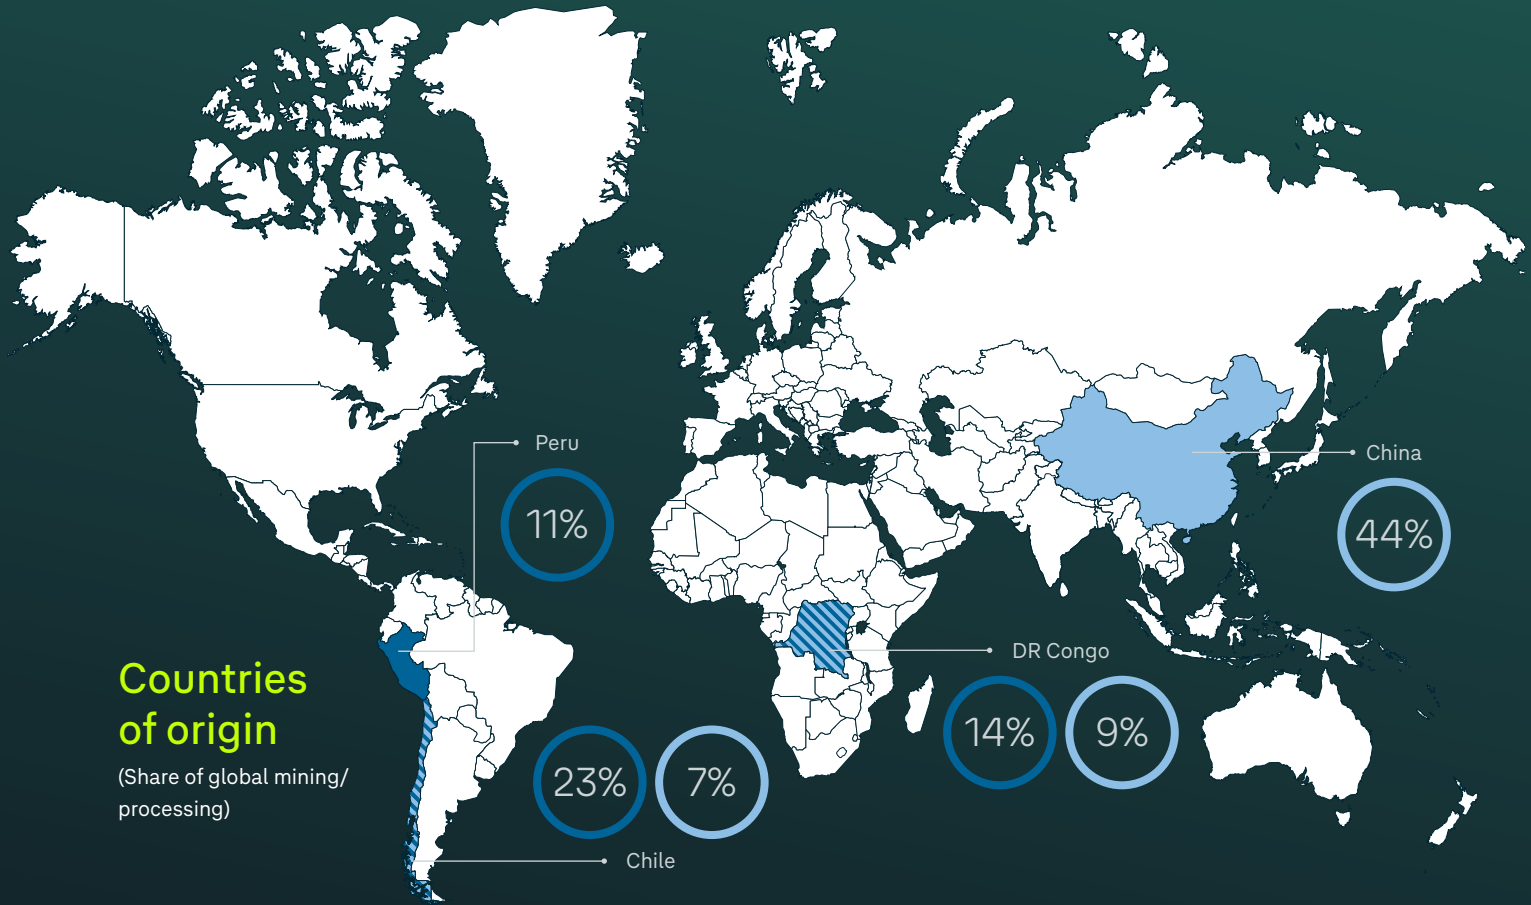 Peru
11%
China
44%
DR Congo
14%
9%
Countries
of origin
(Share of global mining/
processing)
23%
7%
Chile